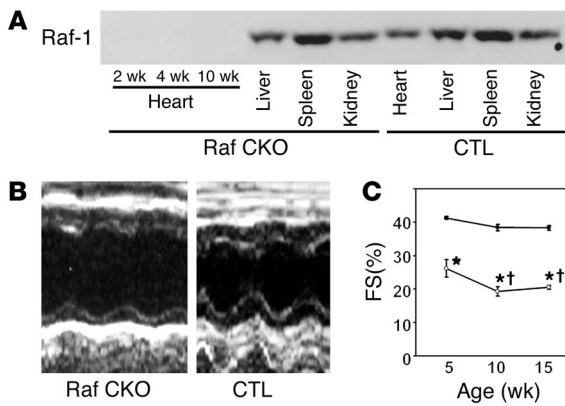 A
Raf-1
2 wk 4 wk 10 wk
Heart
Liver
Spleen
Kidney
Heart
Liver
Spleen
Kidney
Raf CKO
CTL
B
Raf CKO
CTL
C
FS(%)
40
30
20
10
0
*
*†
*†
5 10 15
Age (wk)